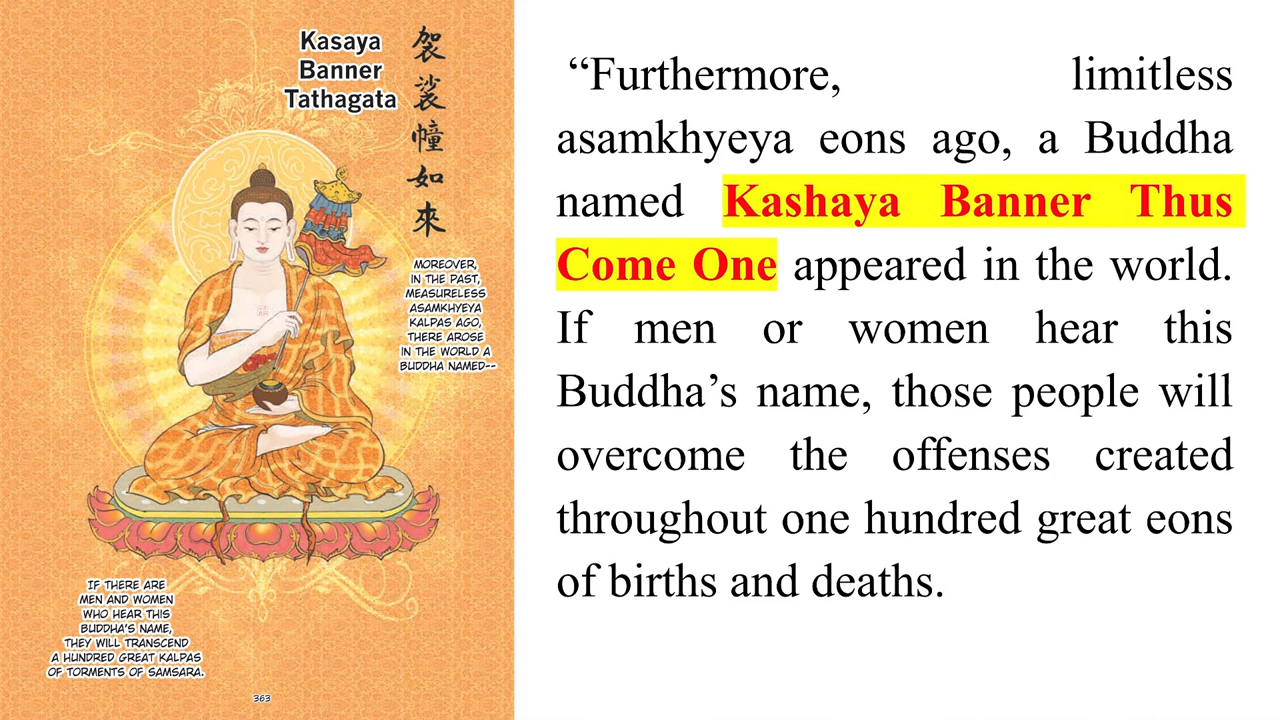 Kasaya
Banner
Tathagata
袈裟幢如來
MOREOVER,
IN THE PAST,
MEASURELESS
ASAMKHYEYA
KALPAS AGO,
THERE AROSE
IN THE WORLD A
BUDDHA NAMED--
IF THERE ARE
MEN AND WOMEN
WHO HEAR THIS
BUDDHA'S NAME,
THEY WILL TRANSCEND
A HUNDRED GREAT KALPAS
OF TORMENTS OF SAMSARA.
363
“Furthermore, limitless
asamkhyeya eons ago, a Buddha
named Kashaya Banner Thus
Come One appeared in the world.
If men or women hear this
Buddha’s name, those people will
overcome the offenses created
throughout one hundred great eons
of births and deaths.